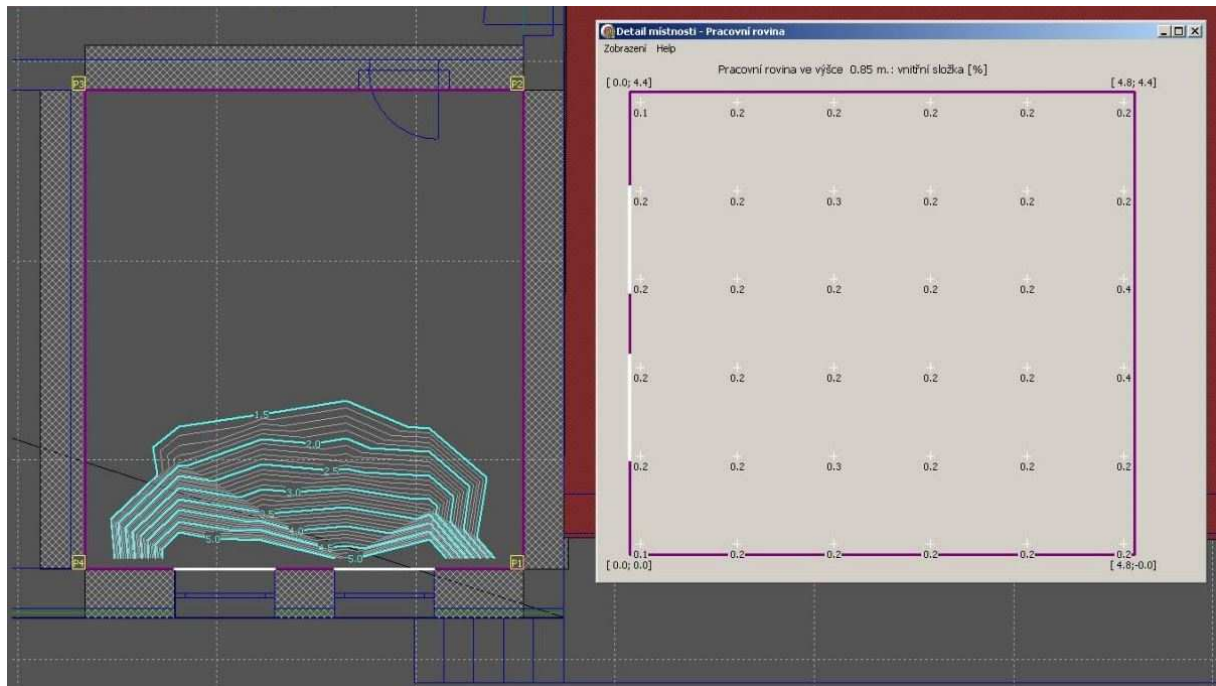 P3
P2
1.5
2.0
2.5
3.0
3.5
4.0
4.5
5.0
5.0
P4
P1
Detail místnosti - Pracovní rovina
Zobrazení Help
Pracovní rovina ve výšce 0.85 m.: vnitřní složka [%]
[ 0.0; 4.4] [ 4.8; 4.4]
0.1 0.2 0.2 0.2 0.2 0.2
0.2 0.2 0.3 0.2 0.2 0.2
0.2 0.2 0.2 0.2 0.2 0.4
0.2 0.2 0.2 0.2 0.2 0.4
0.2 0.2 0.3 0.2 0.2 0.2
0.1 0.2 0.2 0.2 0.2 0.2
[ 0.0; 0.0] [ 4.8;-0.0]